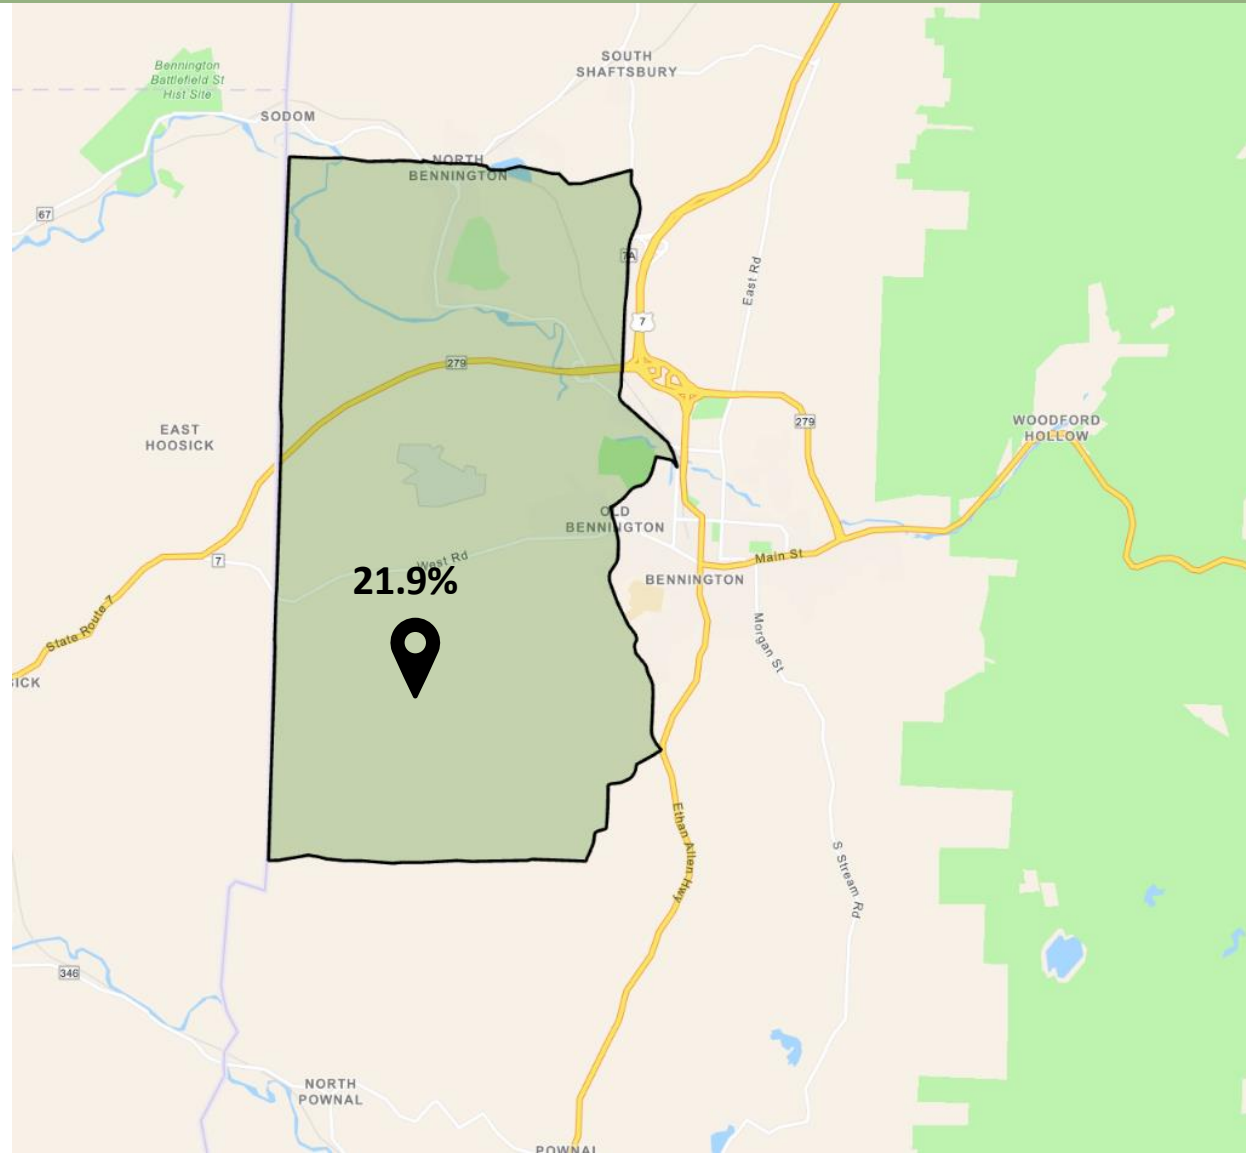 SOUTH
SHAFTSBURY
Bennington
Battlefield St
Hist Site
SODOM
NORTH
BENNINGTON
67
7A
East Rd
7
279
EAST
HOOSICK
279
WOODFORD
HOLLOW
OLD
BENNINGTON
West Rd
Main St
7
21.9%
BENNINGTON
State Route 7
Morgan St
SICK
Ethan Allen Hwy
S Stream Rd
346
NORTH
POWNAL
POWNAL